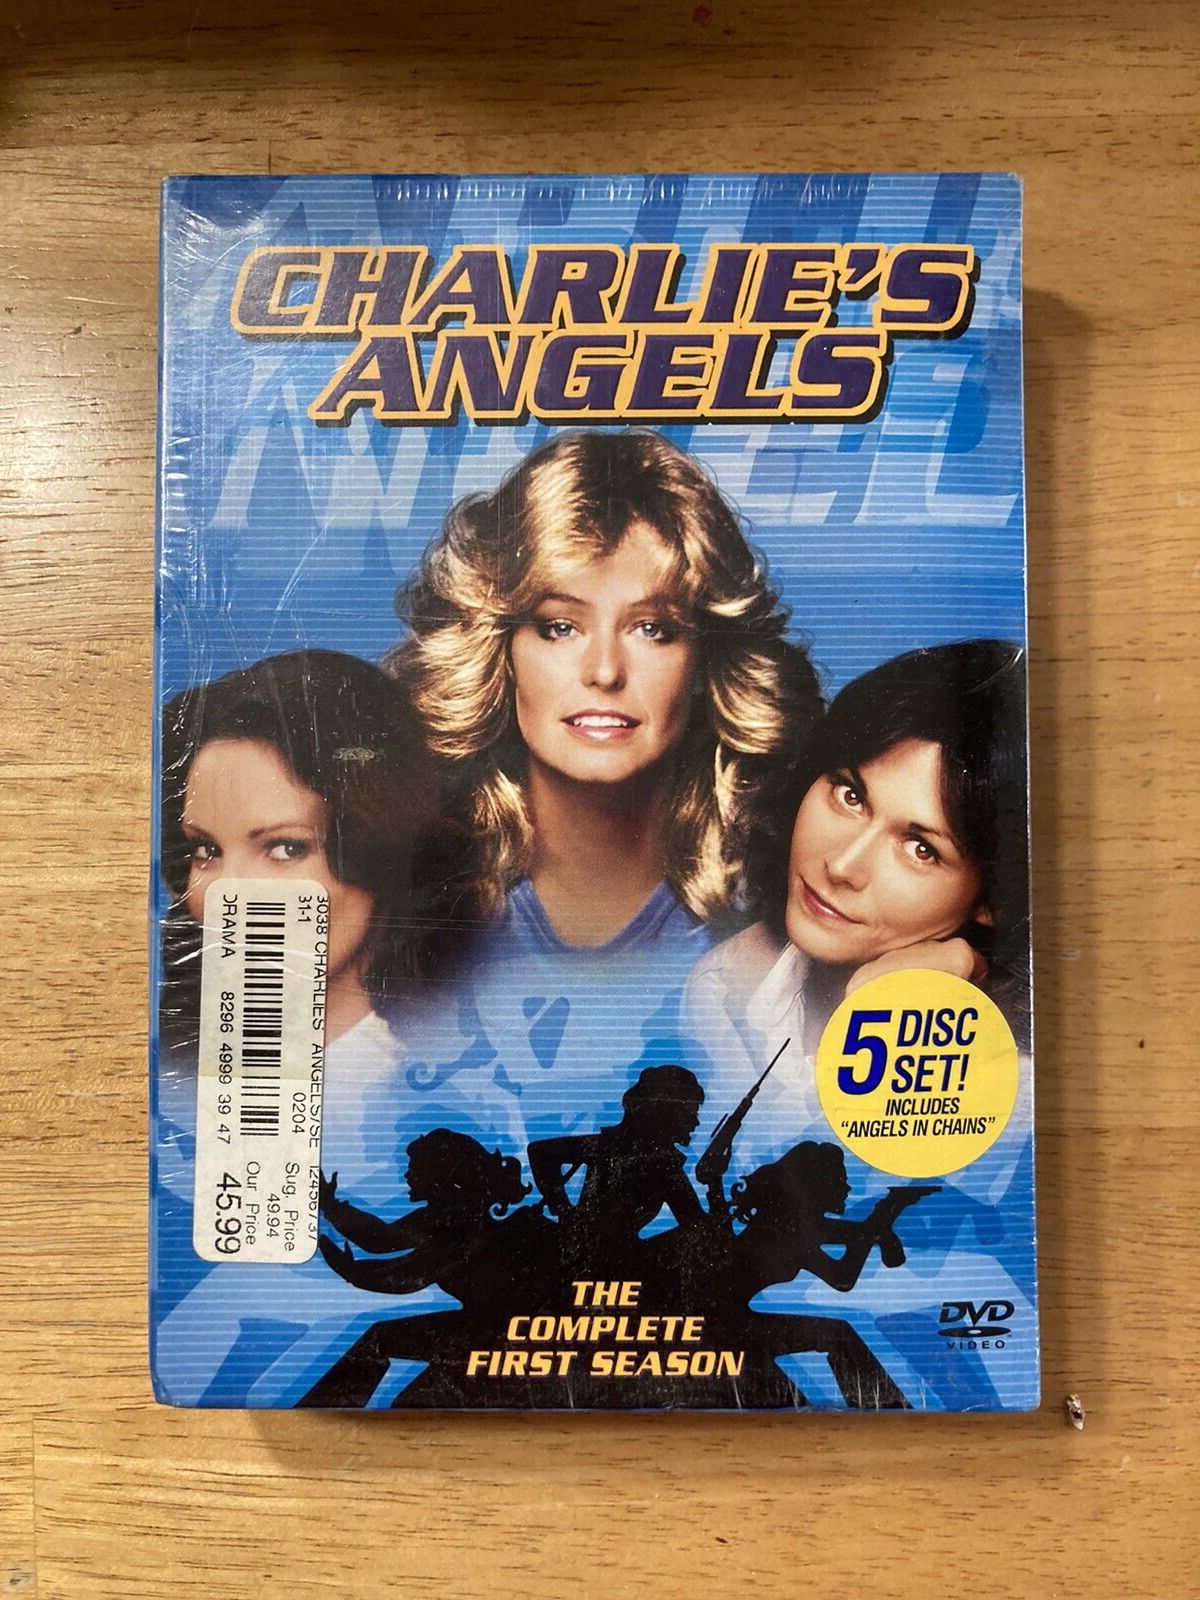 CHARLIE'S
ANGELS
3038 CHARLIES ANGELS/SE 12456737
31-1
0204
DRAMA 8296 4999 39 47
Sug. Price
49.94
Our Price
45.99
5 DISC
SET!
INCLUDES
"ANGELS IN CHAINS"
THE
COMPLETE
FIRST SEASON
DVD
VIDEO